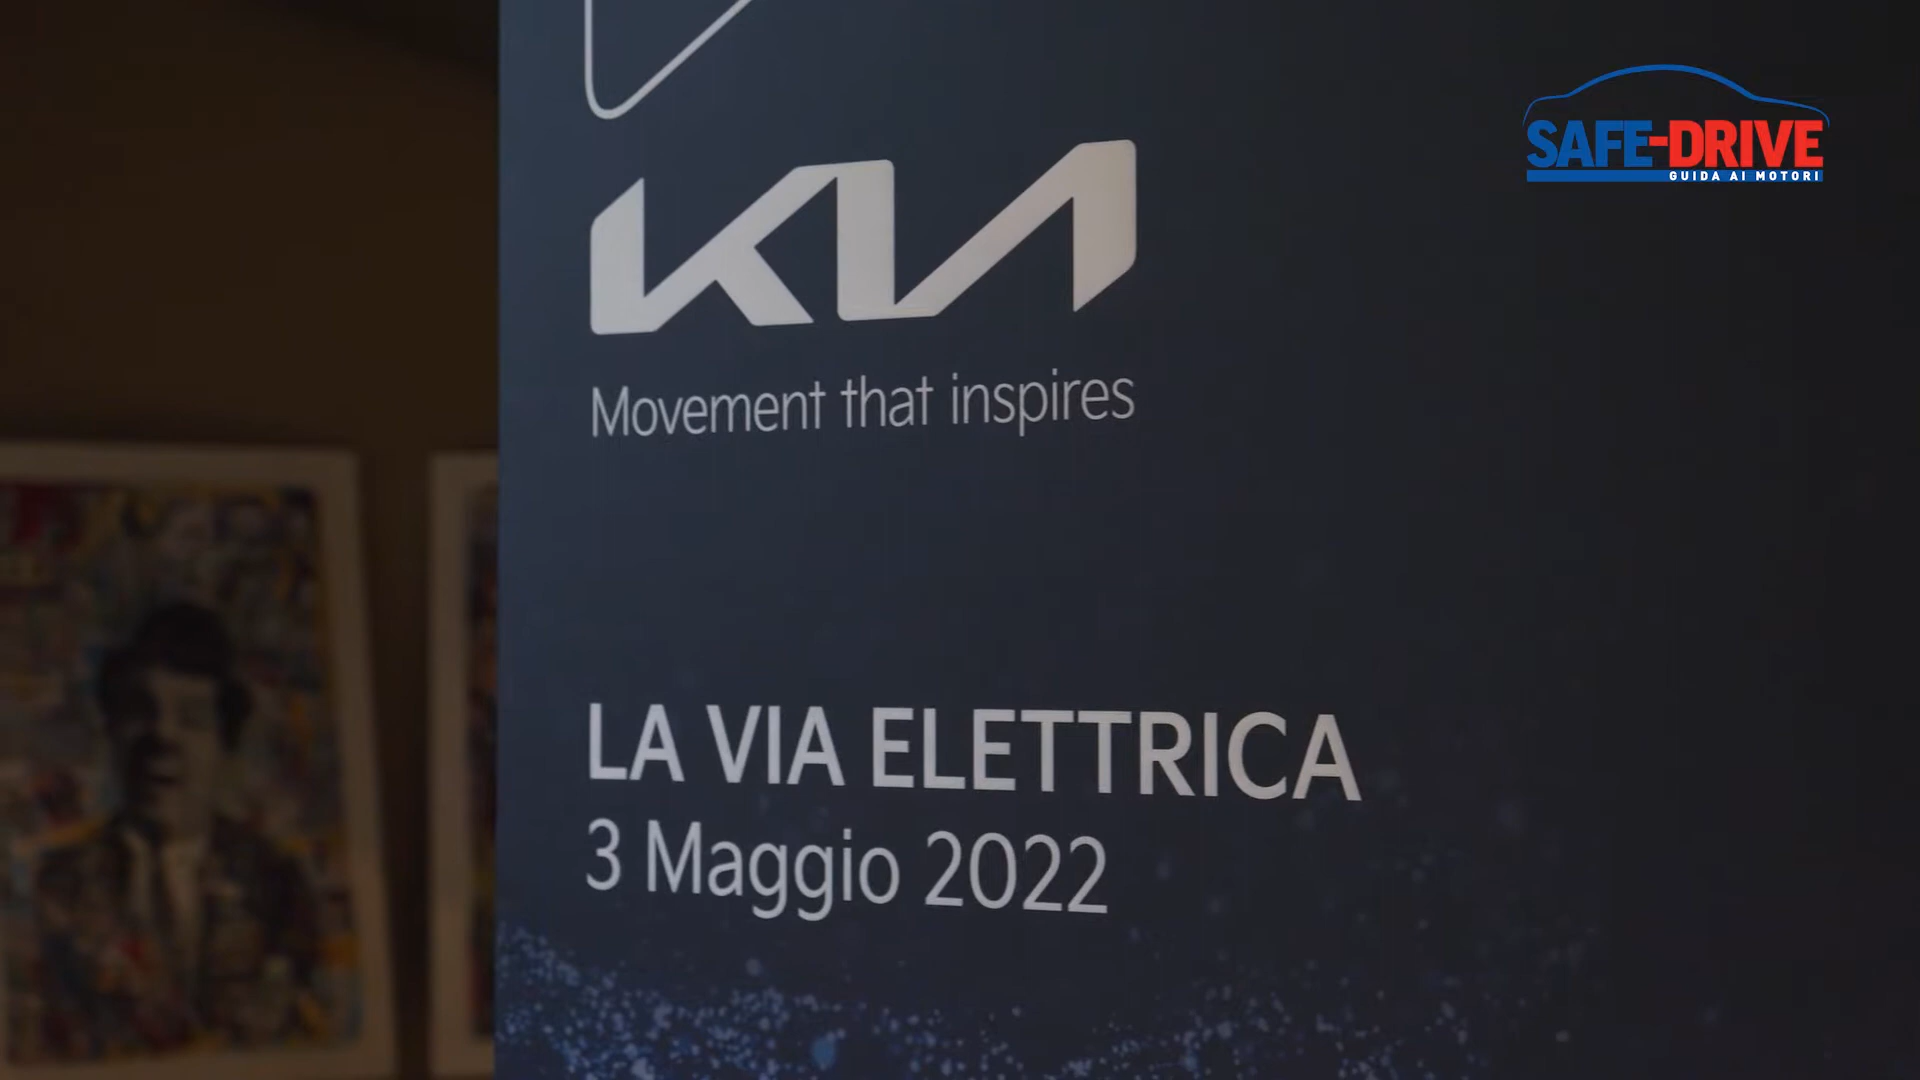 KIA
Movement that inspires
LA VIA ELETTRICA
3 Maggio 2022
SAFE-DRIVE
GUIDA AI MOTORI